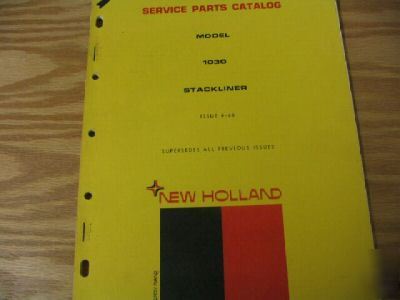 SERVICE PARTS CATALOG
MODEL
1030
STACKLINER
SUPERSEDES ALL PREVIOUS ISSUES
NEW HOLLAND